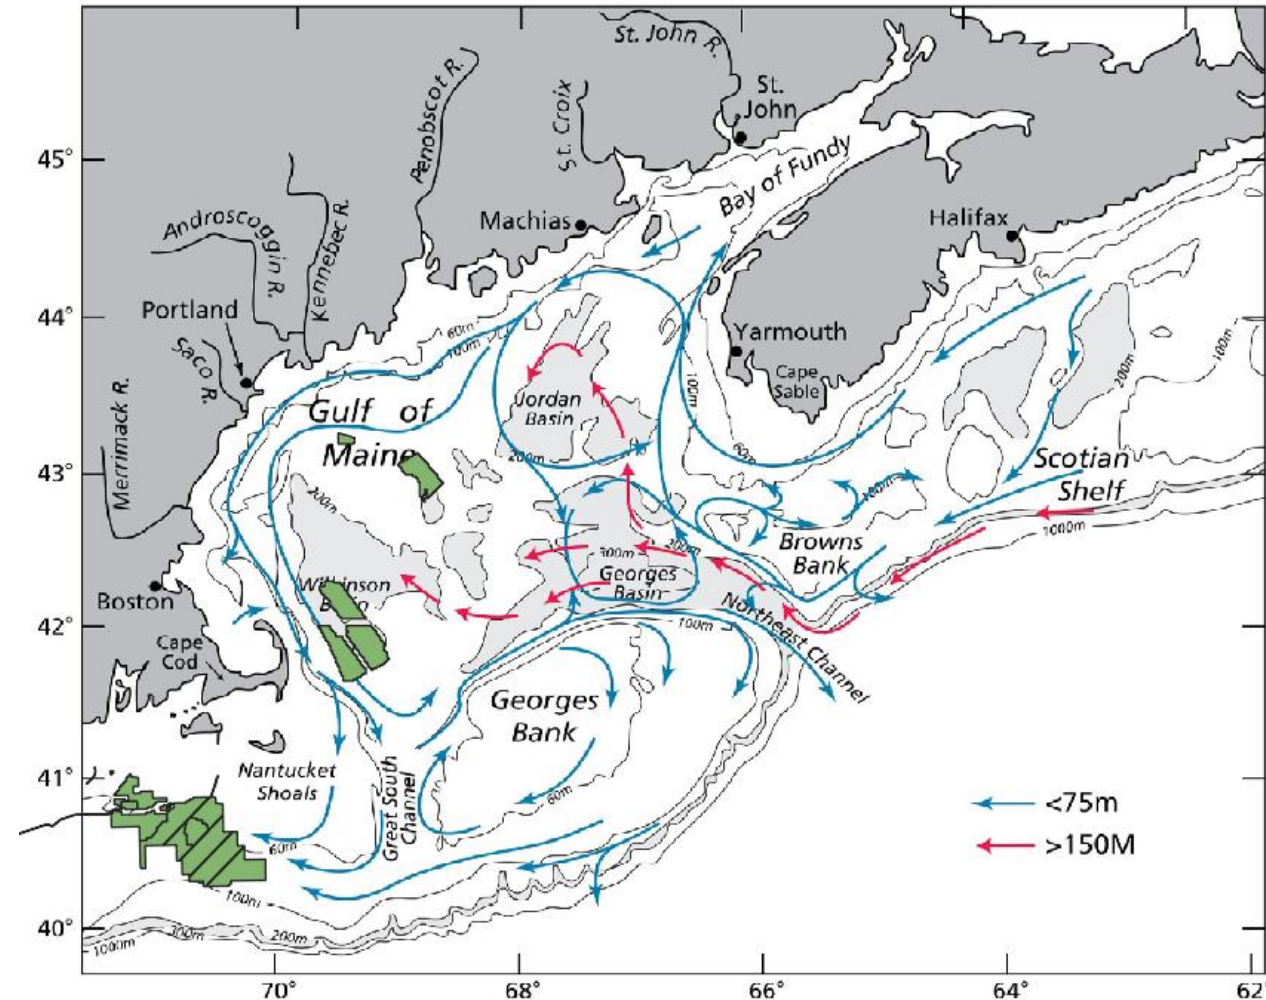 St. John R.
St.
John
Penobscot R.
St. Croix
Bay of Fundy
45°
Machias
Halifax
Androscoggin R.
Kennebec R.
44°
Portland
60m
100m
Yarmouth
Saco R.
Cape
Sable
100m
200m
100m
Jordan
Basin
Gulf of
Maine
Merrimack R.
43°
200m
60m
Scotian
Shelf
200m
100m
1000m
Browns
Bank
300m
200m
Georges
Basin
Wilkinson
Basin
Boston
Northeast Channel
42°
100m
Cape
Cod
Georges
Bank
41°
Nantucket
Shoals
Great South
Channel
60m
<75m
60m
>150M
100m
40°
1000m
300m
200m
70°
68°
66°
64°
62